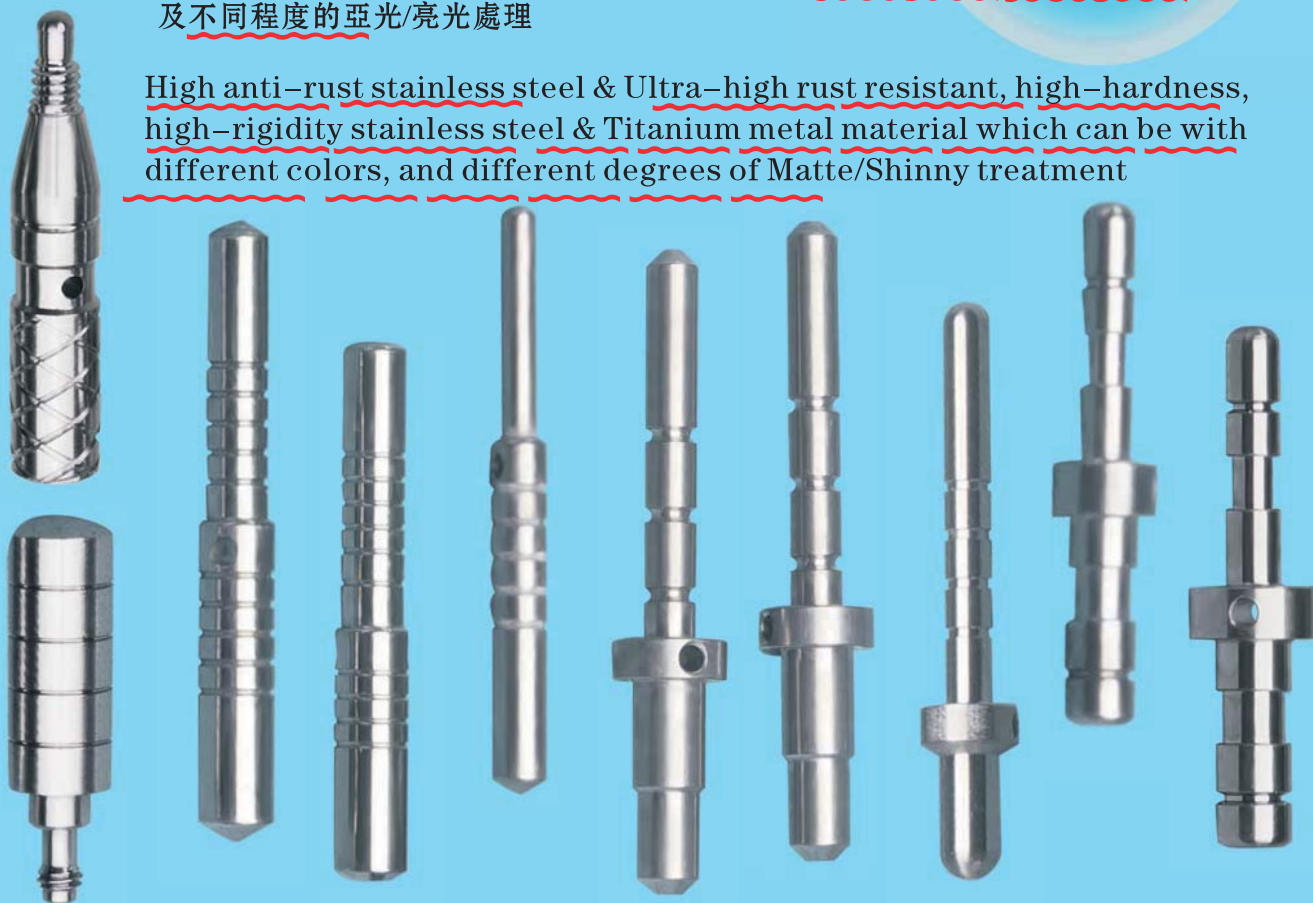 及不同程度的亞光/亮光處理
High anti-rust stainless steel & Ultra-high rust resistant, high-hardness,
high-rigidity stainless steel & Titanium metal material which can be with
different colors, and different degrees of Matte/Shinny treatment